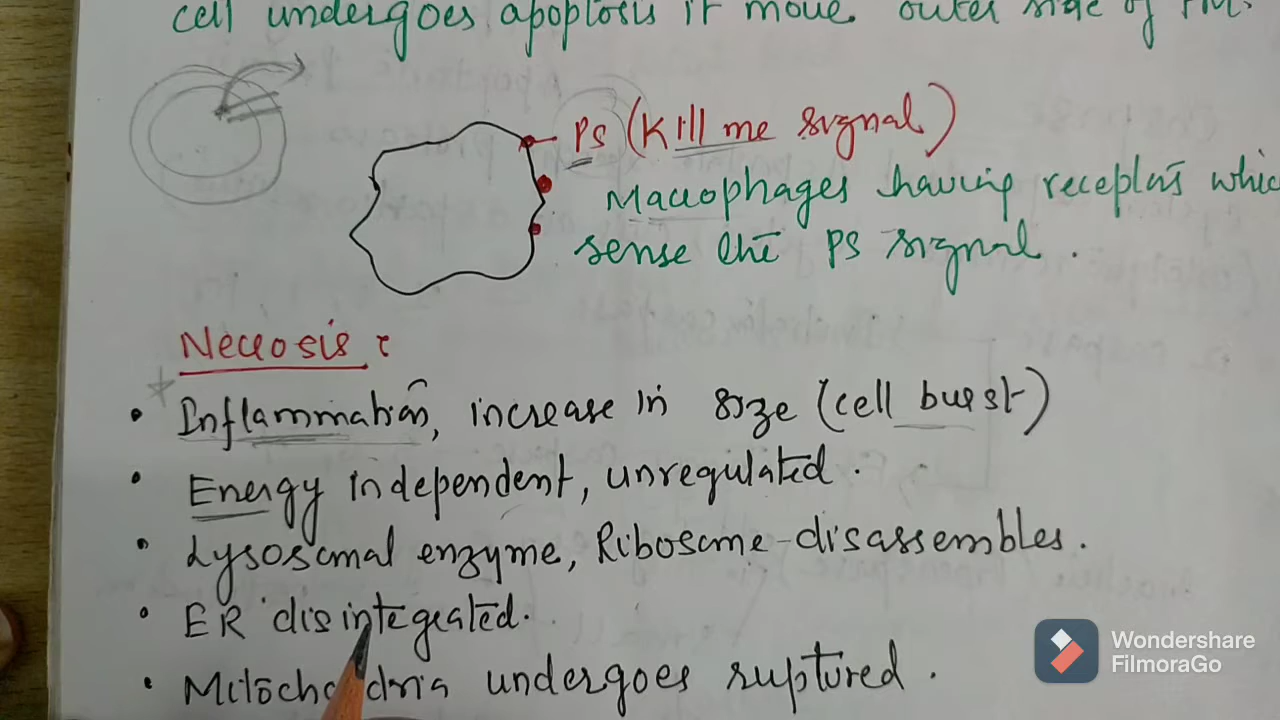 cell undergoes apoptosis it move outer side of PM.
PS (Kill me signal)
Macrophages having receptors which
sense the PS signal.
Necrosis :
• Inflammation, increase in size (cell burst)
• Energy independent, unregulated.
• Lysosomal enzyme, Ribosome-disassembles.
• ER disintegrated.
• Mitochondria undergoes ruptured.
Wondershare
FilmoraGo